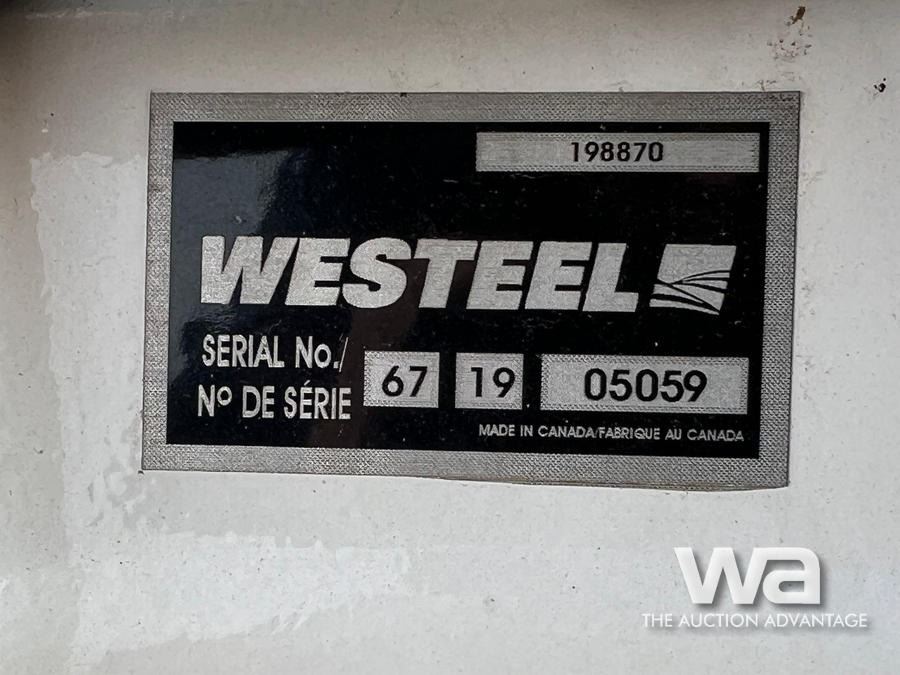 198870
WESTEEL
SERIAL No./
Nº DE SÉRIE
67 19 05059
MADE IN CANADA/FABRIQUE AU CANADA
wa
THE AUCTION ADVANTAGE